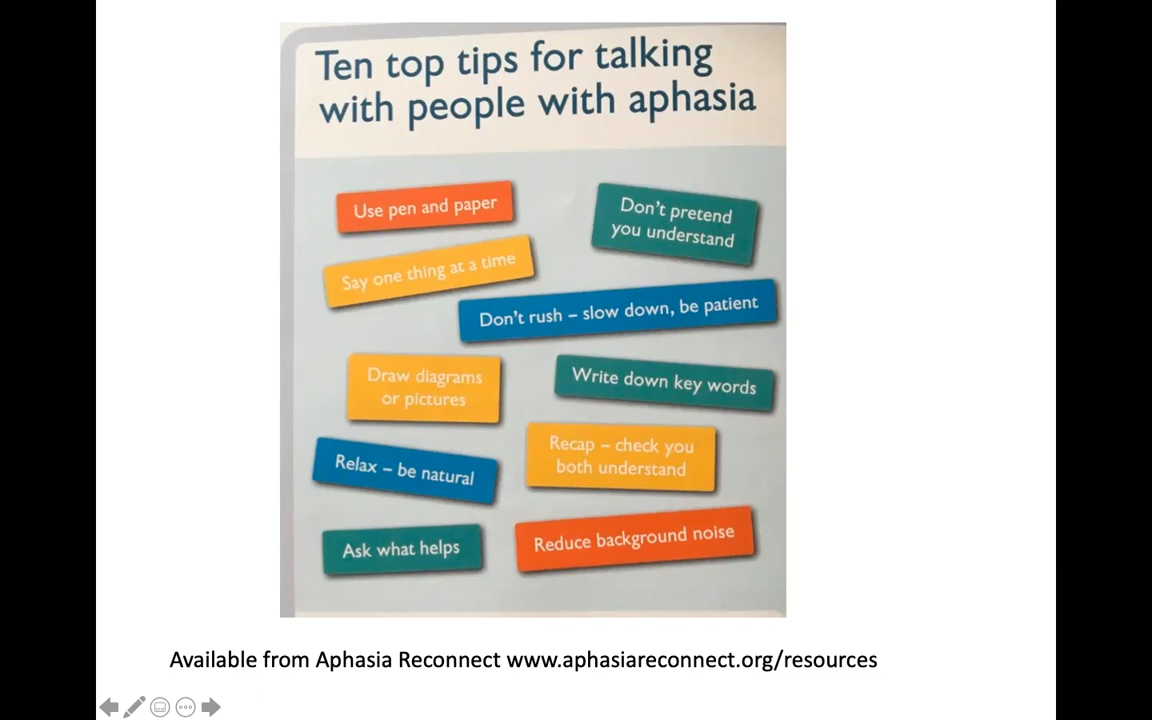 Ten top tips for talking
with people with aphasia
Use pen and paper
Don't pretend
you understand
Say one thing at a time
Don't rush – slow down, be patient
Draw diagrams
or pictures
Write down key words
Relax – be natural
Recap – check you
both understand
Ask what helps
Reduce background noise
Available from Aphasia Reconnect www.aphasiareconnect.org/resources